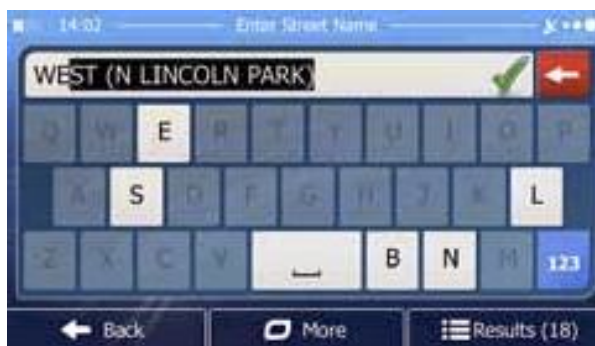 14:02 Enter Street Name
WEST (N LINCOLN PARK)
Q W E R T Y U I O P
A S D F G H J K L
Z X C V B N M 123
Back More Results (18)